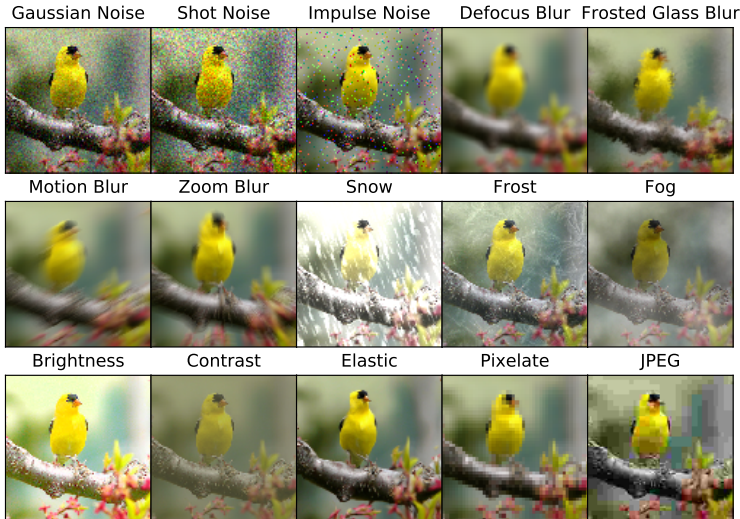 Gaussian Noise Shot Noise Impulse Noise Defocus Blur Frosted Glass Blur
Motion Blur Zoom Blur Snow Frost Fog
Brightness Contrast Elastic Pixelate JPEG